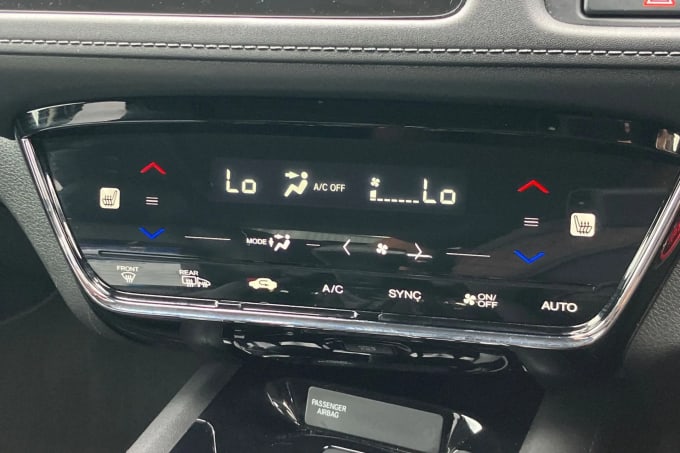 Lo A/C OFF Lo
MODE
FRONT REAR A/C SYNC ON/OFF AUTO
PASSENGER
AIRBAG